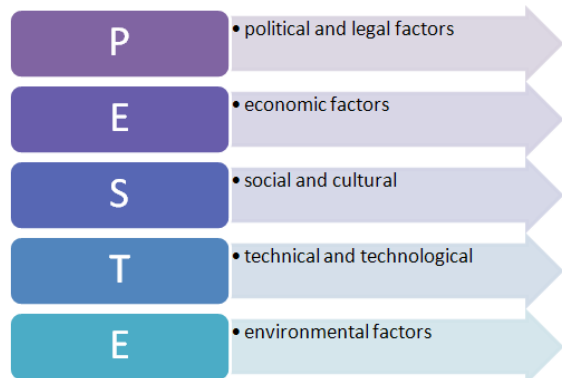 P
• political and legal factors
E
• economic factors
S
• social and cultural
T
• technical and technological
E
• environmental factors